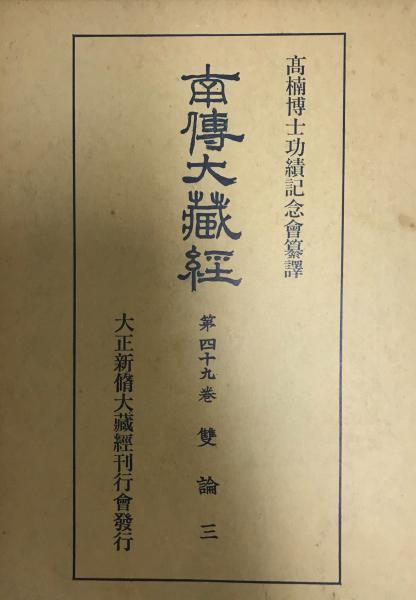 髙楠博士功績記念會纂譯
南傳大藏經
第四十九卷 雙論三
大正新脩大藏經刊行會發行